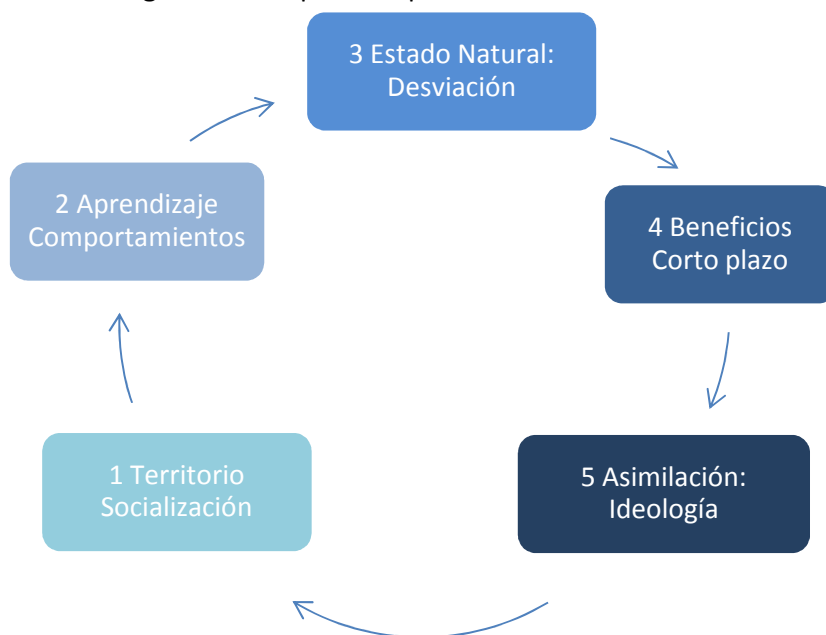 3 Estado Natural:
Desviación
2 Aprendizaje
Comportamientos
4 Beneficios
Corto plazo
1 Territorio
Socialización
5 Asimilación:
Ideología